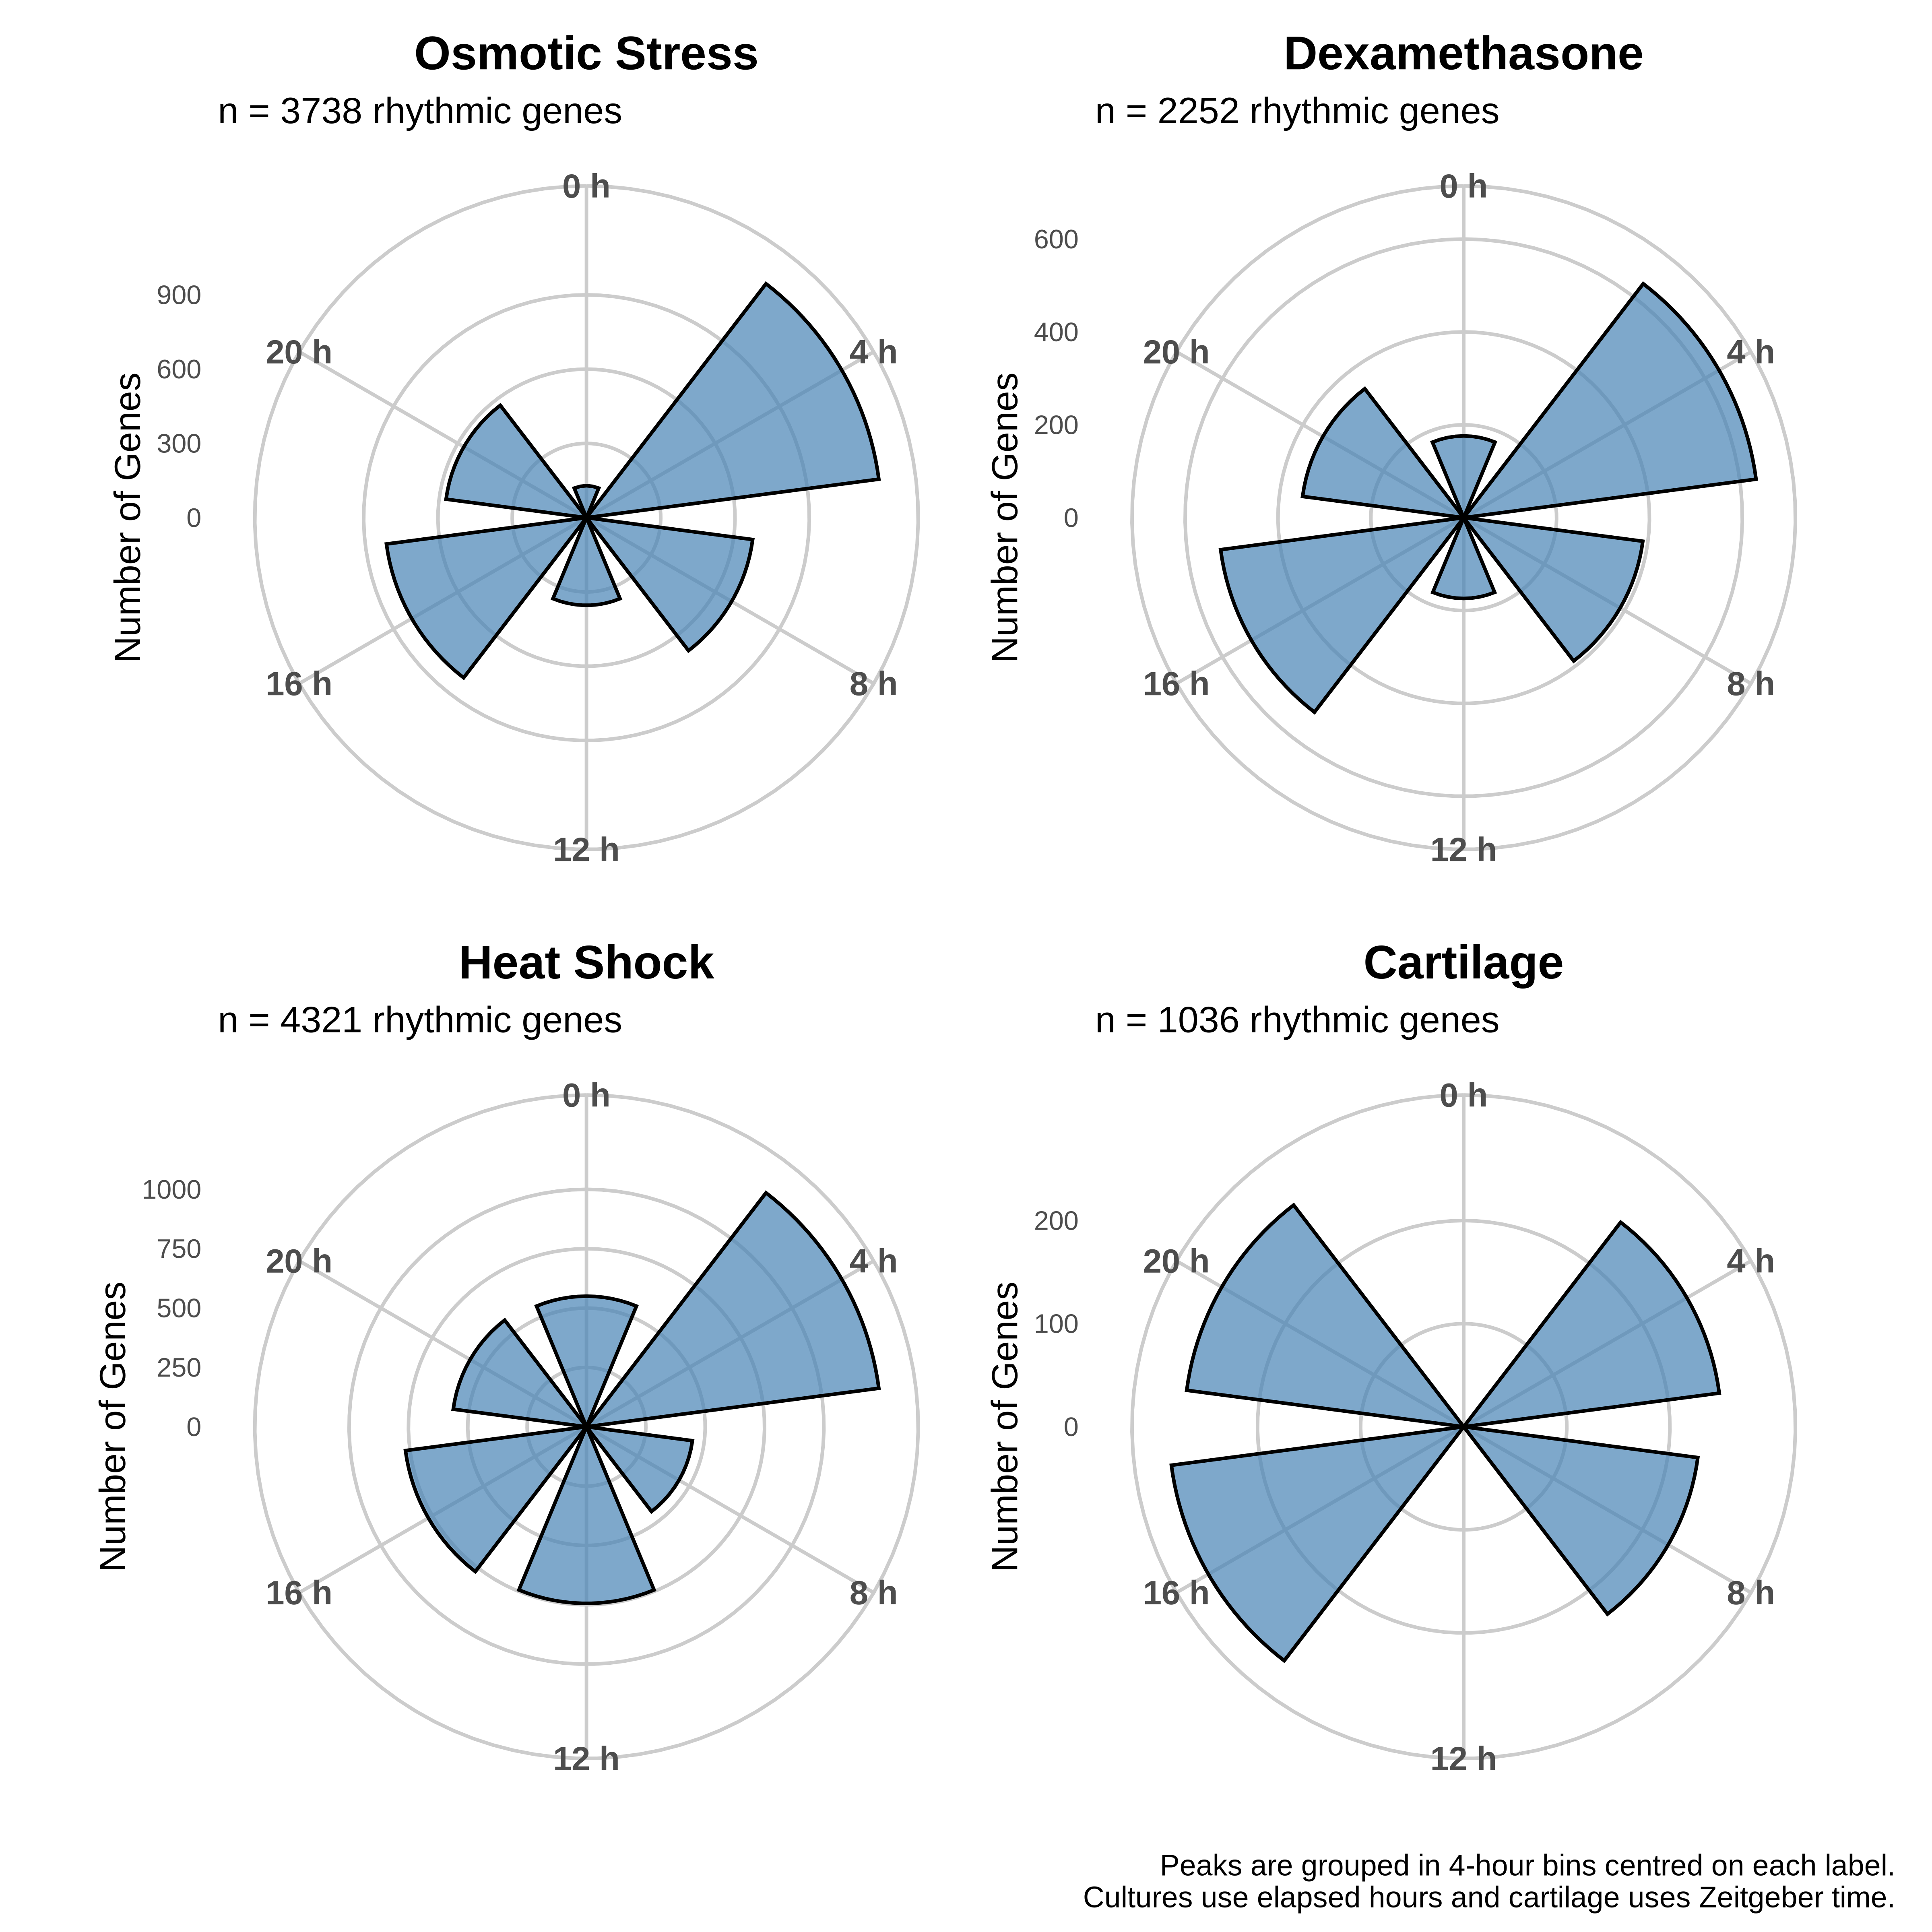 Osmotic Stress
n = 3738 rhythmic genes
Number of Genes
900
600
300
0
0 h
4 h
8 h
12 h
16 h
20 h
Dexamethasone
n = 2252 rhythmic genes
Number of Genes
600
400
200
0
0 h
4 h
8 h
12 h
16 h
20 h
Heat Shock
n = 4321 rhythmic genes
Number of Genes
1000
750
500
250
0
0 h
4 h
8 h
12 h
16 h
20 h
Cartilage
n = 1036 rhythmic genes
Number of Genes
200
100
0
0 h
4 h
8 h
12 h
16 h
20 h
Peaks are grouped in 4-hour bins centred on each label.
Cultures use elapsed hours and cartilage uses Zeitgeber time.